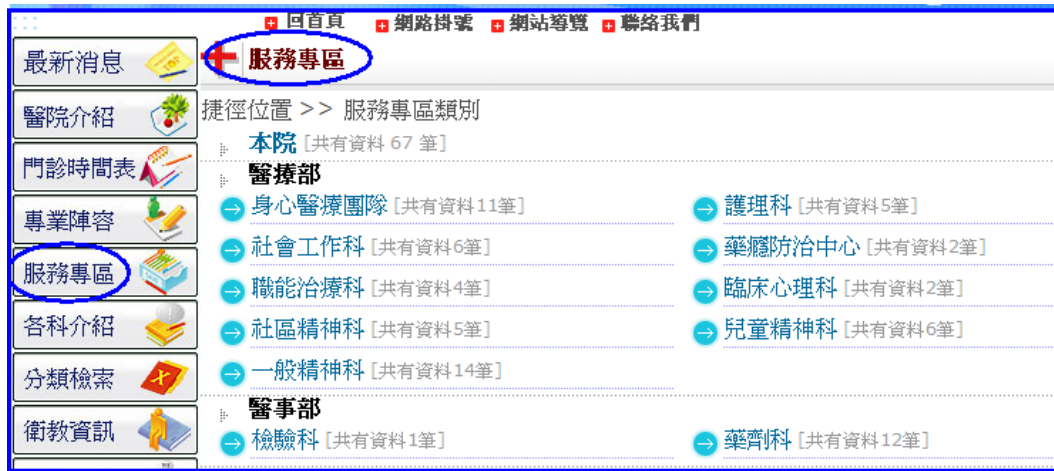 回首頁 網路掛號 網站導覽 聯絡我們
最新消息
服務專區
醫院介紹
捷徑位置 >> 服務專區類別
本院 [共有資料 67 筆]
門診時間表
醫療部
專業陣容
身心醫療團隊 [共有資料11筆] 護理科 [共有資料5筆]
社會工作科 [共有資料6筆] 藥癮防治中心 [共有資料2筆]
服務專區
職能治療科 [共有資料4筆] 臨床心理科 [共有資料2筆]
各科介紹
社區精神科 [共有資料5筆] 兒童精神科 [共有資料6筆]
分類檢索
一般精神科 [共有資料14筆]
醫事部
衛教資訊
檢驗科 [共有資料1筆] 藥劑科 [共有資料12筆]